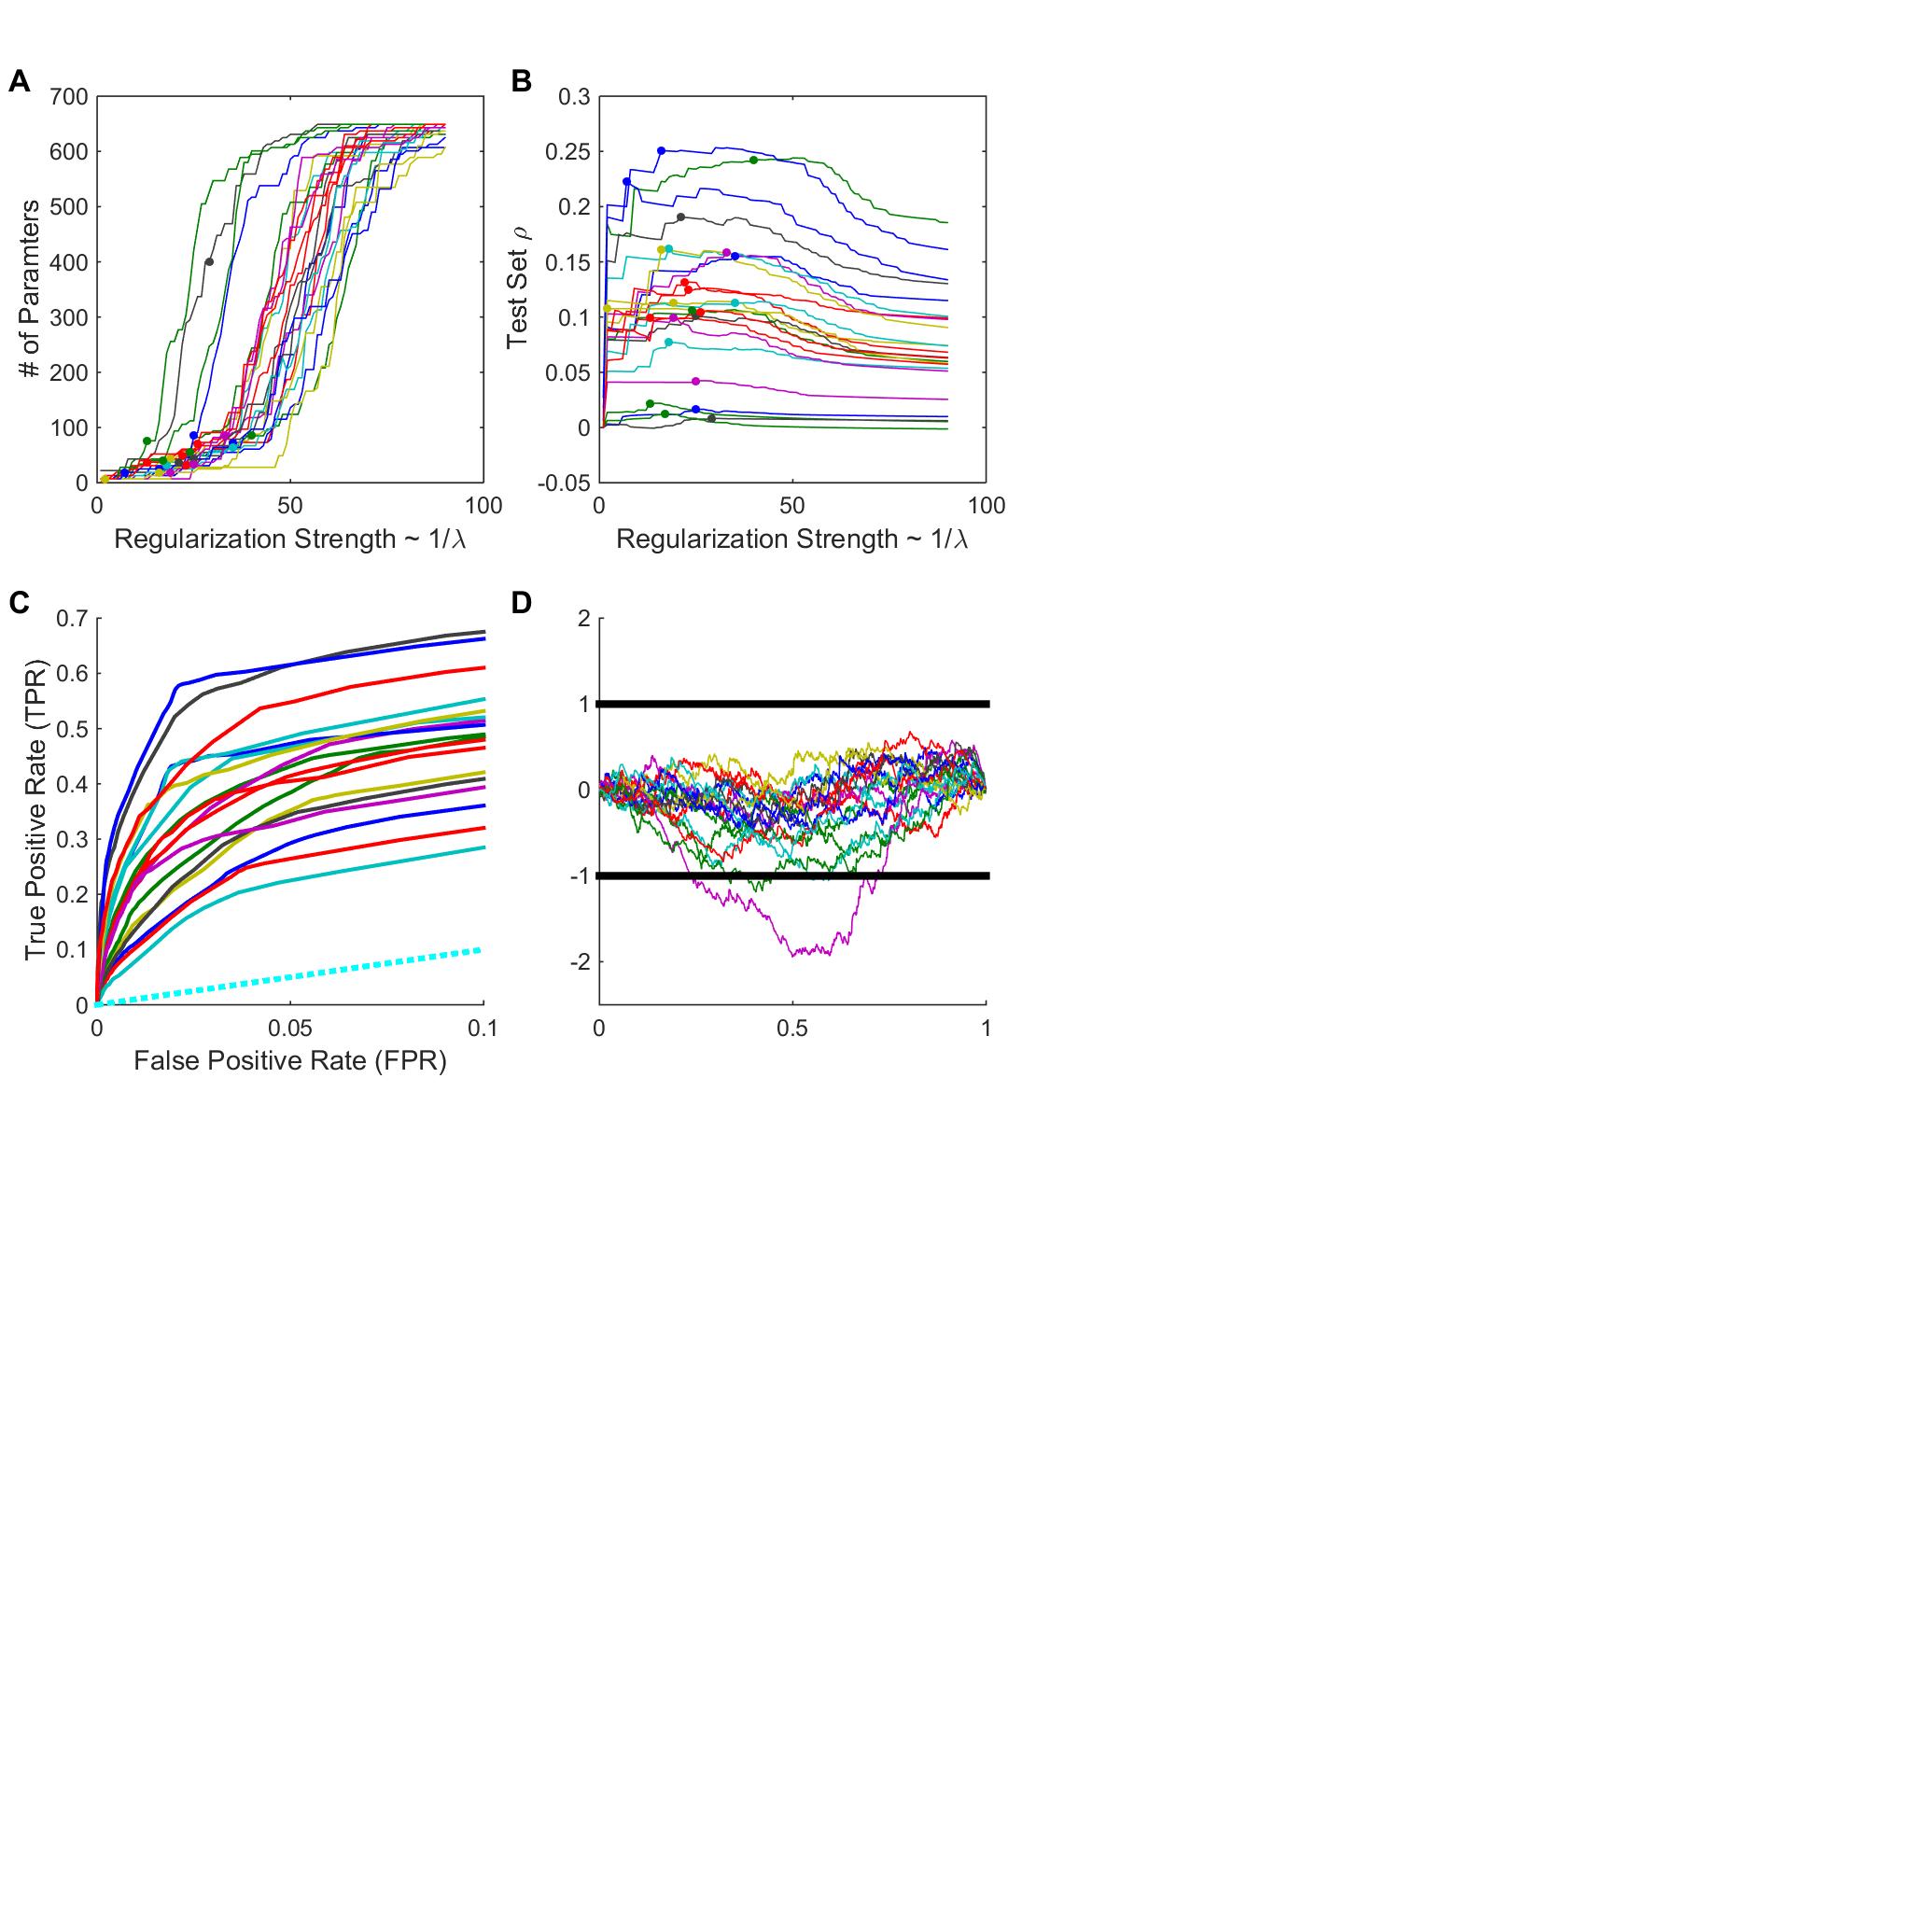 A
700
600
500
400
300
200
100
0
# of Paramters
0 50 100
Regularization Strength ~ 1/λ
B
0.3
0.25
0.2
0.15
0.1
0.05
0
-0.05
Test Set ρ
0 50 100
Regularization Strength ~ 1/λ
C
0.7
0.6
0.5
0.4
0.3
0.2
0.1
0
True Positive Rate (TPR)
0 0.05 0.1
False Positive Rate (FPR)
D
2
1
0
-1
-2
0 0.5 1